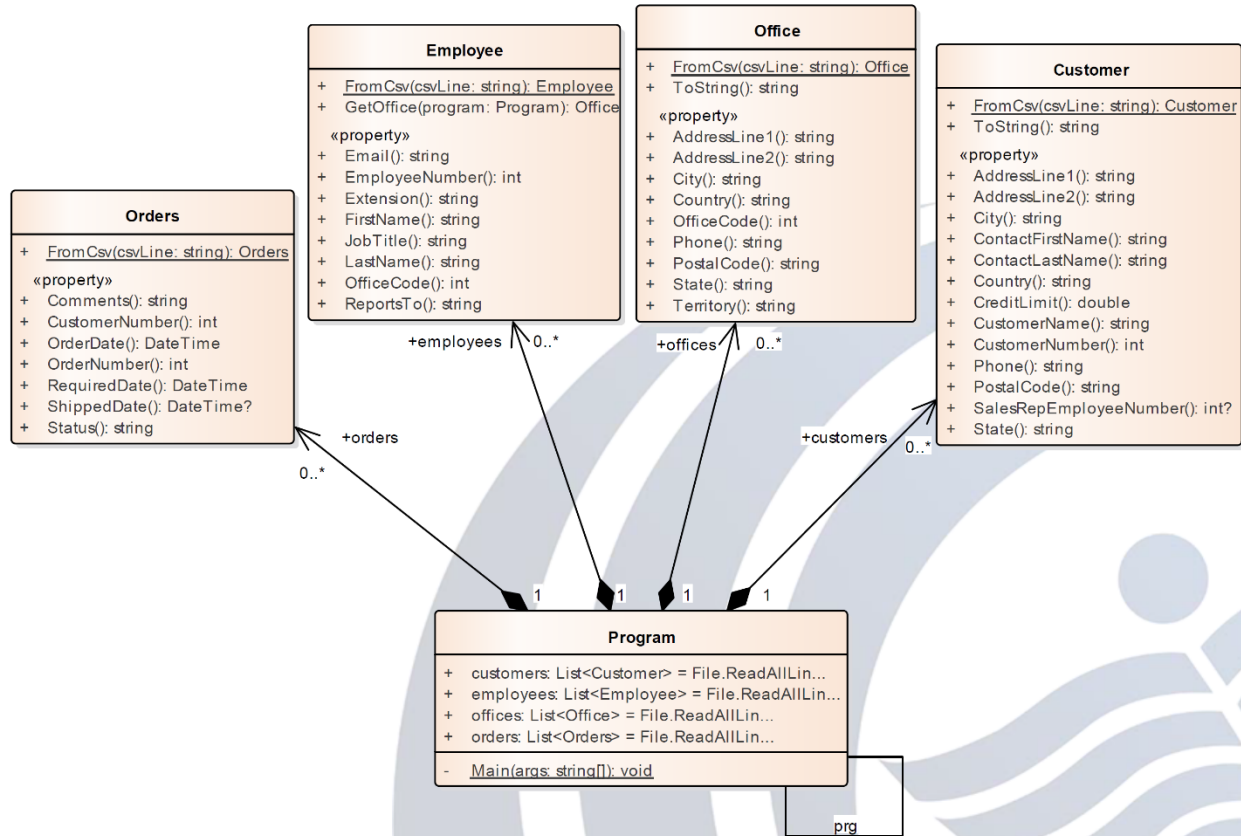 Orders
+ FromCsv(csvLine: string): Orders
«property»
+ Comments(): string
+ CustomerNumber(): int
+ OrderDate(): DateTime
+ OrderNumber(): int
+ RequiredDate(): DateTime
+ ShippedDate(): DateTime?
+ Status(): string
Employee
+ FromCsv(csvLine: string): Employee
+ GetOffice(program: Program): Office
«property»
+ Email(): string
+ EmployeeNumber(): int
+ Extension(): string
+ FirstName(): string
+ JobTitle(): string
+ LastName(): string
+ OfficeCode(): int
+ ReportsTo(): string
Office
+ FromCsv(csvLine: string): Office
+ ToString(): string
«property»
+ AddressLine1(): string
+ AddressLine2(): string
+ City(): string
+ Country(): string
+ OfficeCode(): int
+ Phone(): string
+ PostalCode(): string
+ State(): string
+ Territory(): string
Customer
+ FromCsv(csvLine: string): Customer
+ ToString(): string
«property»
+ AddressLine1(): string
+ AddressLine2(): string
+ City(): string
+ ContactFirstName(): string
+ ContactLastName(): string
+ Country(): string
+ CreditLimit(): double
+ CustomerName(): string
+ CustomerNumber(): int
+ Phone(): string
+ PostalCode(): string
+ SalesRepEmployeeNumber(): int?
+ State(): string
+orders
0..*
+employees
0..*
+offices
0..*
+customers
0..*
1
1
1
1
Program
+ customers: List<Customer> = File.ReadAllLin...
+ employees: List<Employee> = File.ReadAllLin...
+ offices: List<Office> = File.ReadAllLin...
+ orders: List<Orders> = File.ReadAllLin...
- Main(args: string[]): void
prg